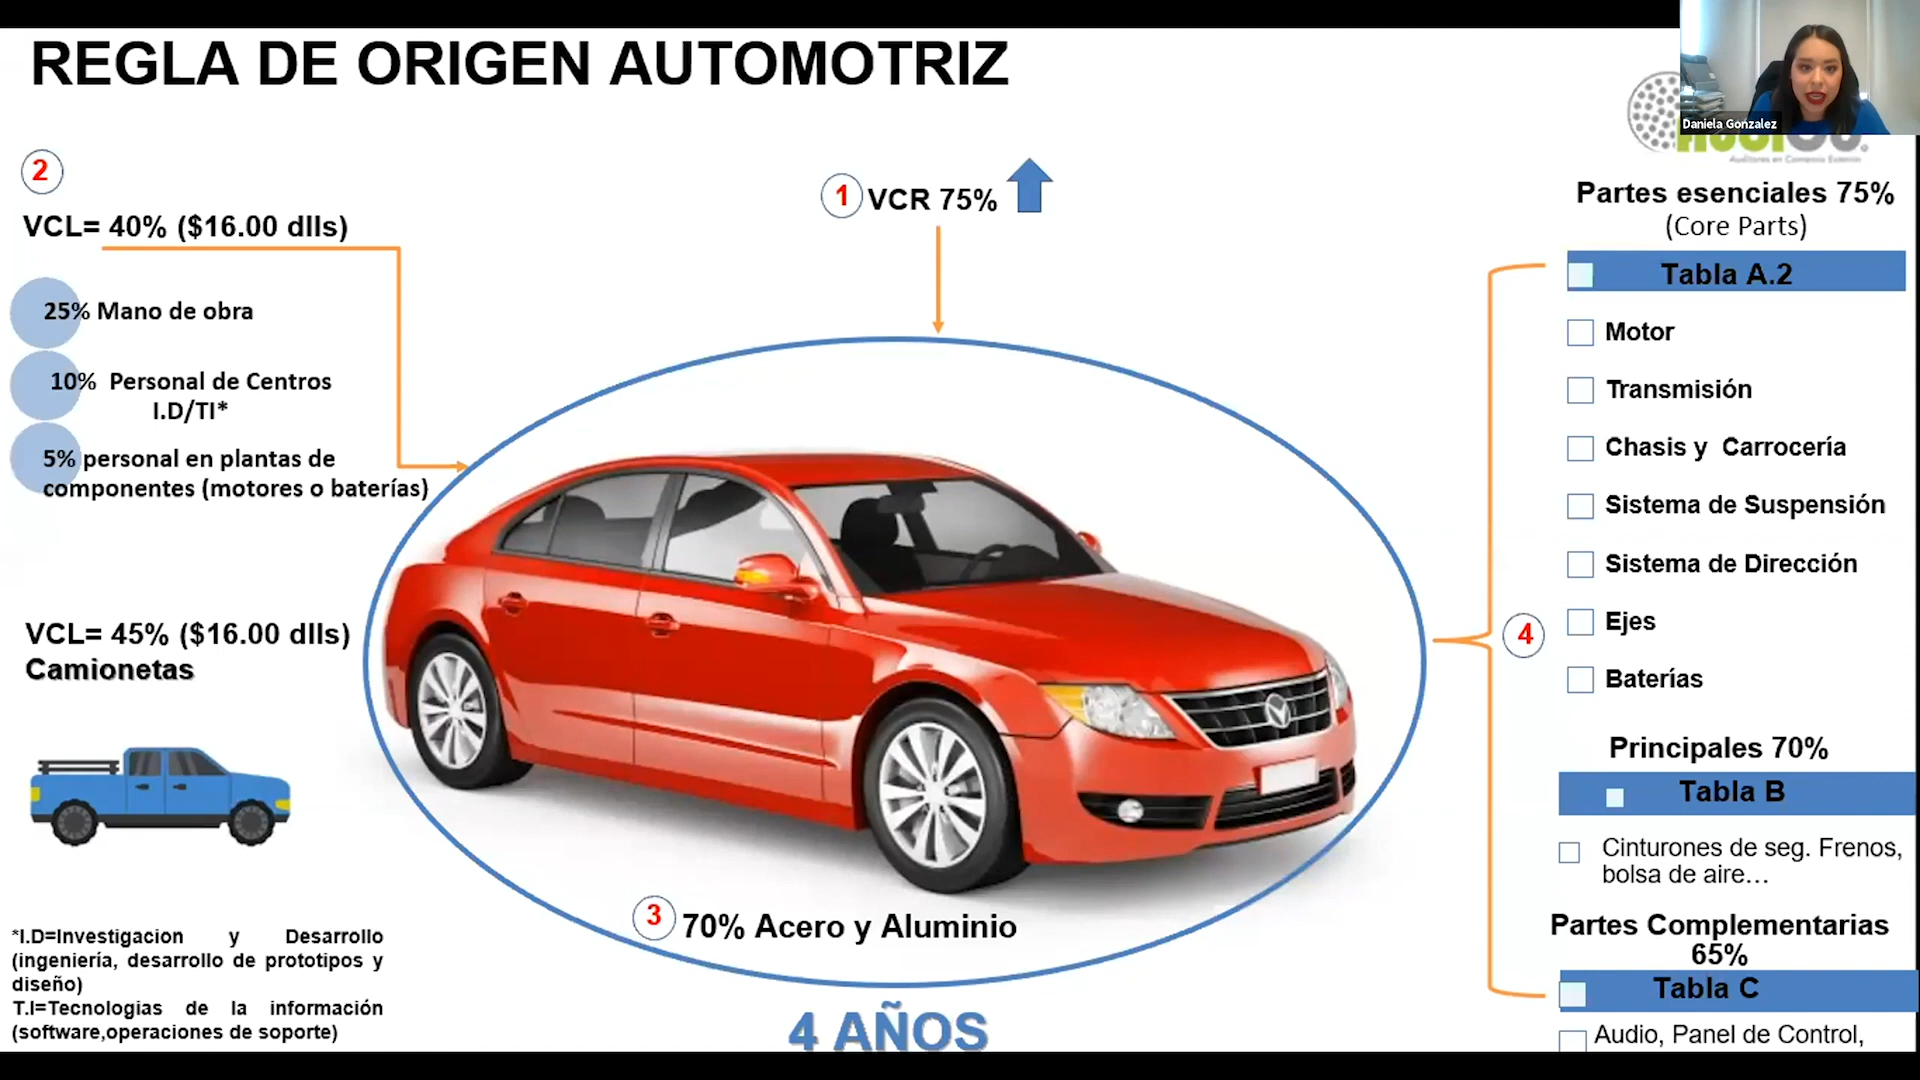 REGLA DE ORIGEN AUTOMOTRIZ
Daniela Gonzalez
Auditores en Comercio Exterior
2
VCL= 40% ($16.00 dlls)
25% Mano de obra
10% Personal de Centros
I.D/TI*
5% personal en plantas de
componentes (motores o baterías)
VCL= 45% ($16.00 dlls)
Camionetas
*I.D=Investigacion y Desarrollo
(ingeniería, desarrollo de prototipos y
diseño)
T.I=Tecnologias de la información
(software,operaciones de soporte)
1 VCR 75%
3 70% Acero y Aluminio
4 AÑOS
4
Partes esenciales 75%
(Core Parts)
Tabla A.2
Motor
Transmisión
Chasis y Carrocería
Sistema de Suspensión
Sistema de Dirección
Ejes
Baterías
Principales 70%
Tabla B
Cinturones de seg. Frenos,
bolsa de aire…
Partes Complementarias
65%
Tabla C
Audio, Panel de Control,